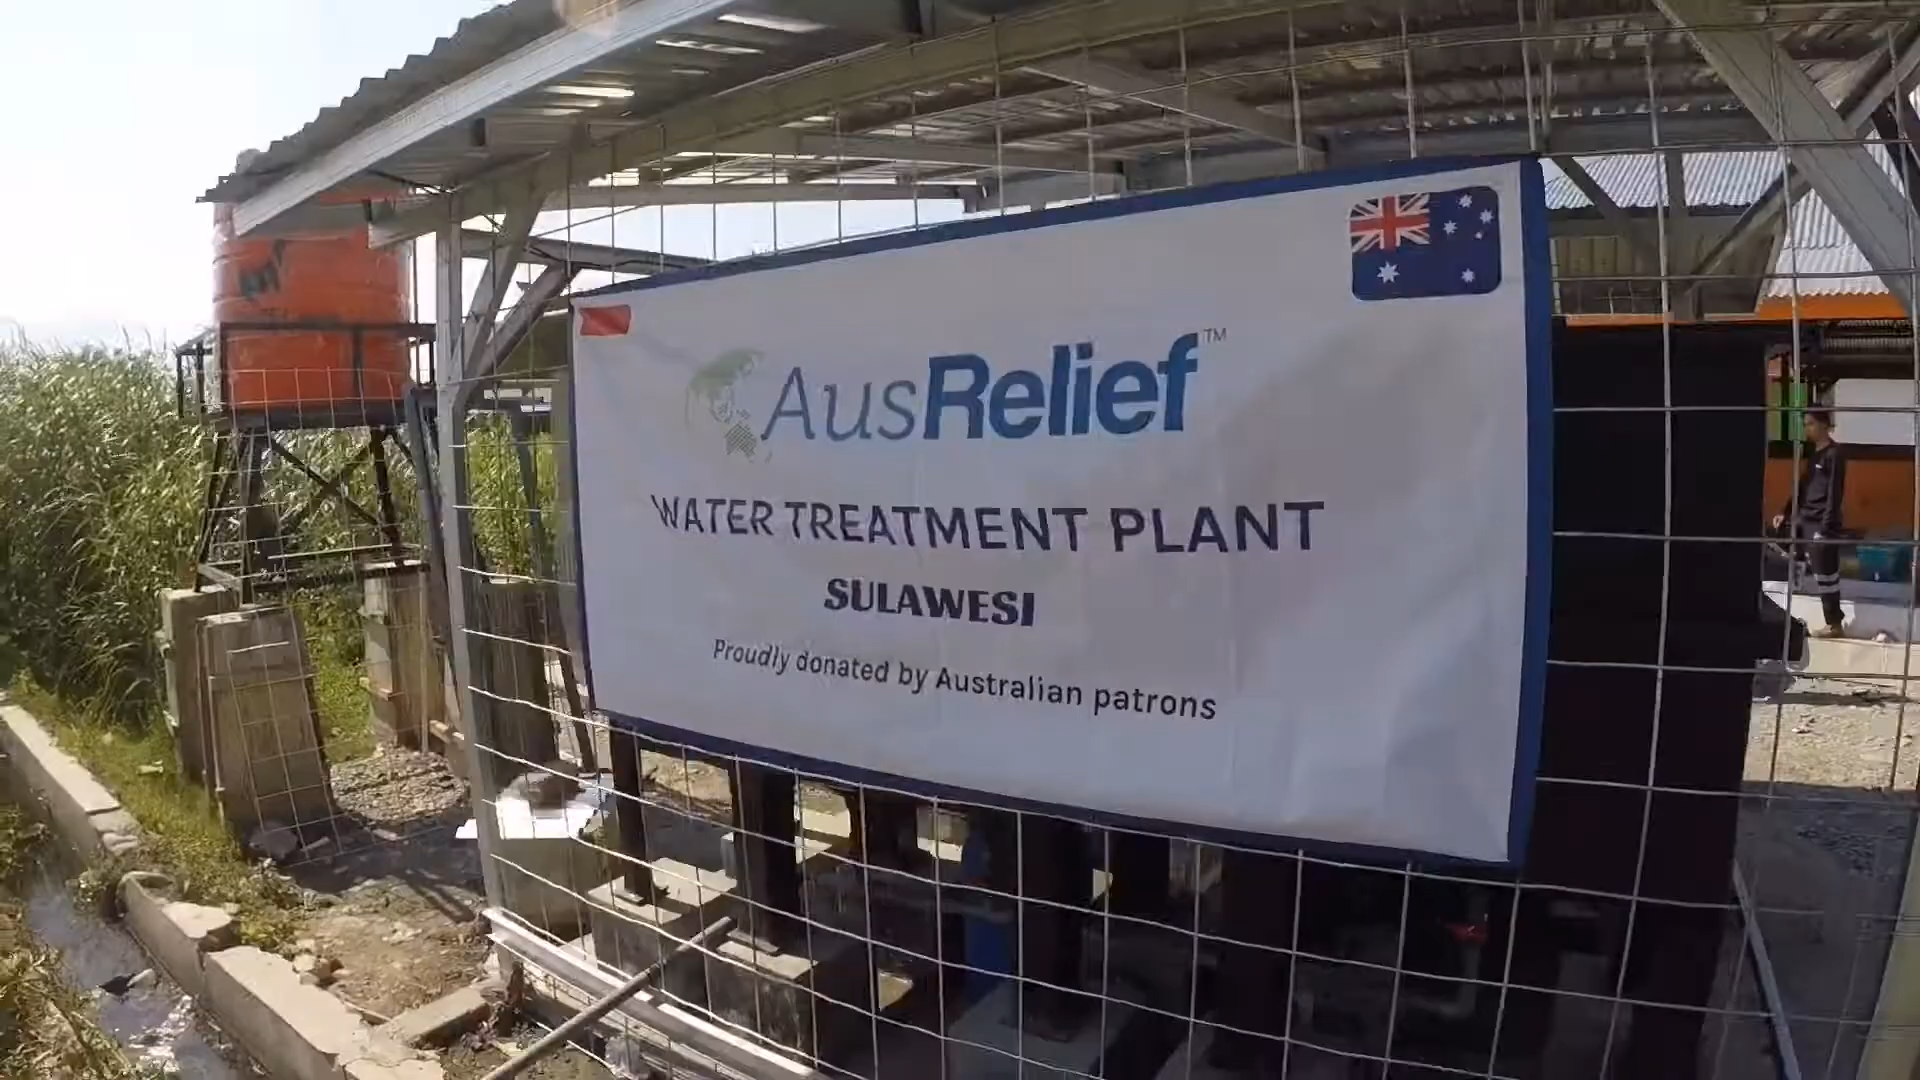 AusRelief™
WATER TREATMENT PLANT
SULAWESI
Proudly donated by Australian patrons